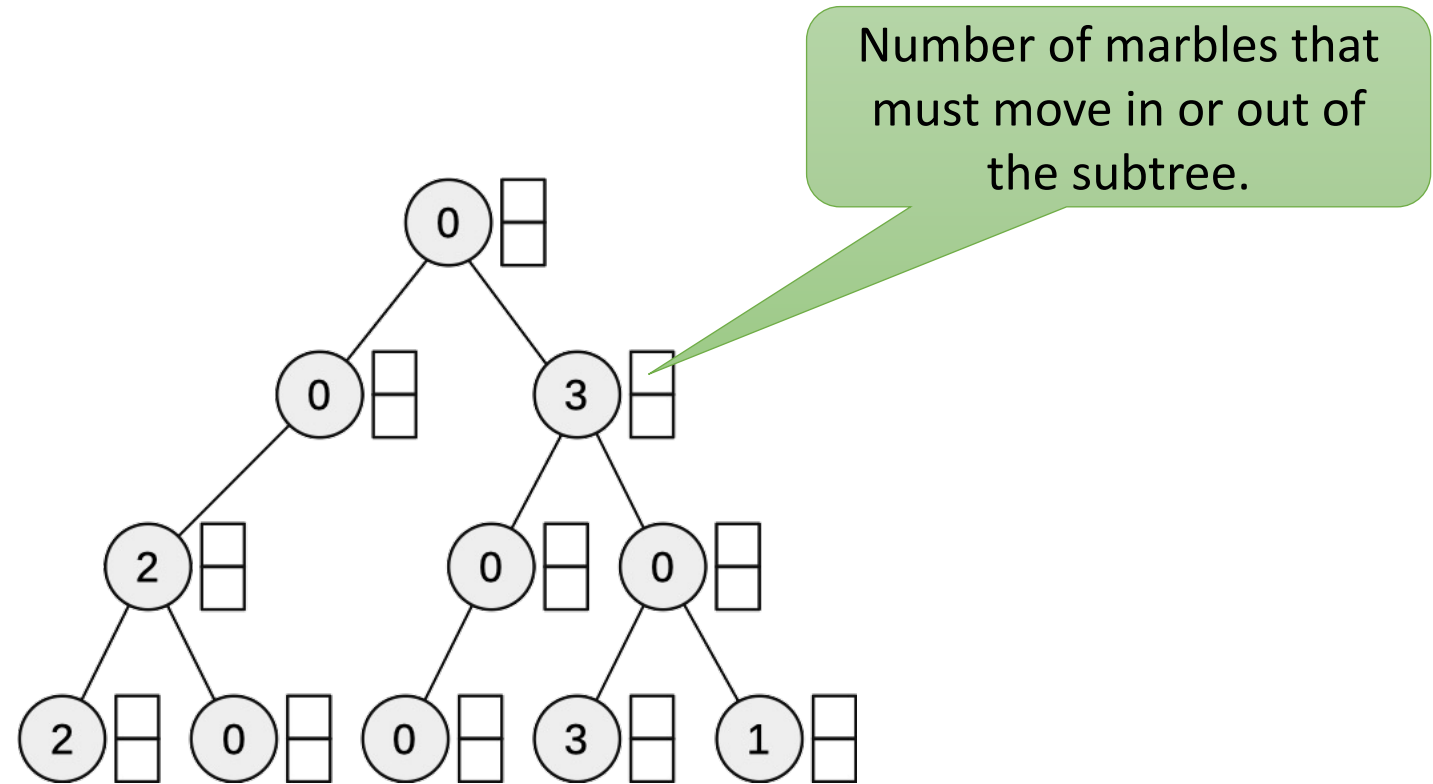 Number of marbles that
must move in or out of
the subtree.
0
0 3
2 0 0
2 0 0 3 1